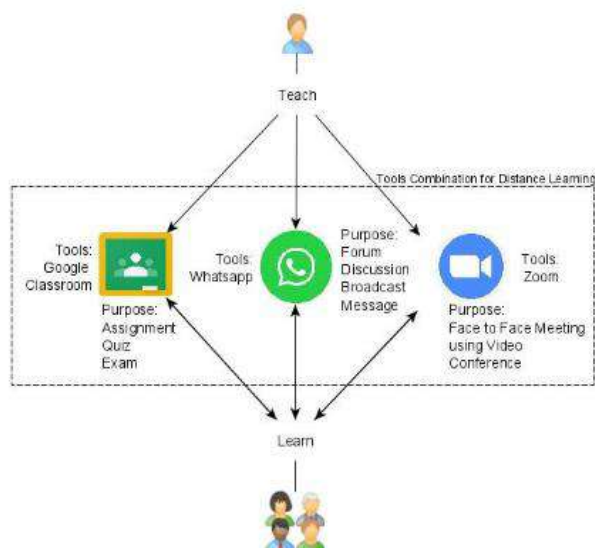 Teach
Tools Combination for Distance Learning
Tools:
Google
Classroom
Purpose:
Assignment
Quiz
Exam
Tools:
Whatsapp
Purpose:
Forum
Discussion
Broadcast
Message
Tools:
Zoom
Purpose:
Face to Face Meeting
using Video
Conference
Learn